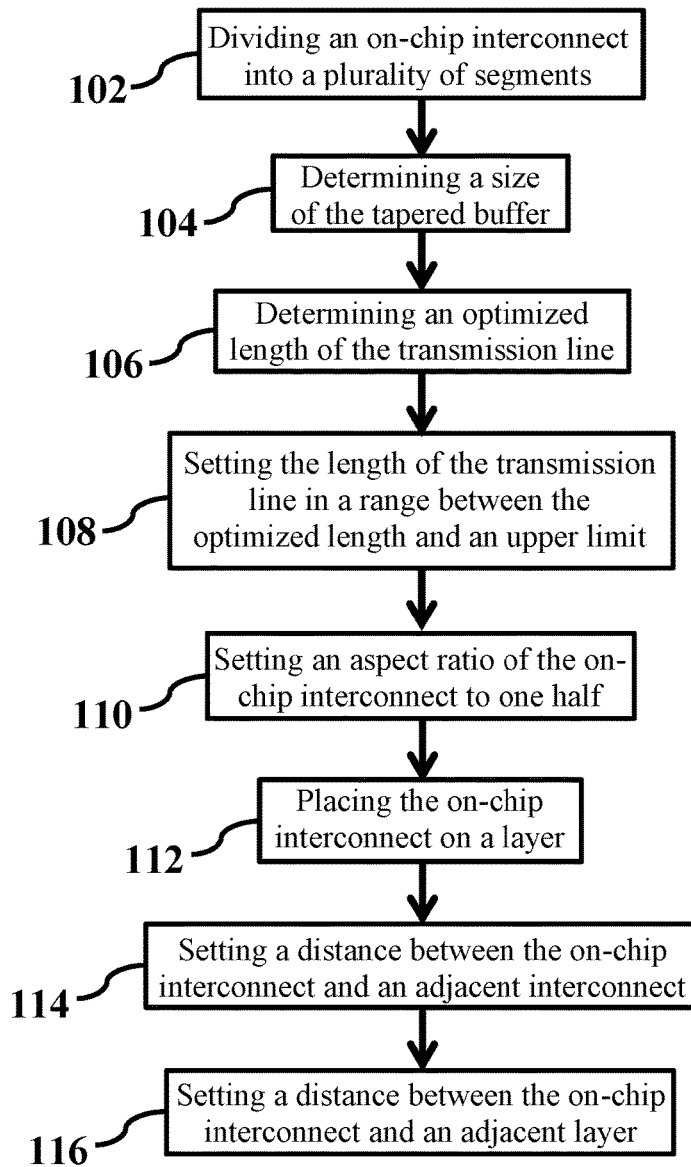 Dividing an on-chip interconnect
into a plurality of segments
102
Determining a size
of the tapered buffer
104
Determining an optimized
length of the transmission line
106
Setting the length of the transmission
line in a range between the
optimized length and an upper limit
108
Setting an aspect ratio of the on-
chip interconnect to one half
110
Placing the on-chip
interconnect on a layer
112
Setting a distance between the on-chip
interconnect and an adjacent interconnect
114
Setting a distance between the on-chip
interconnect and an adjacent layer
116